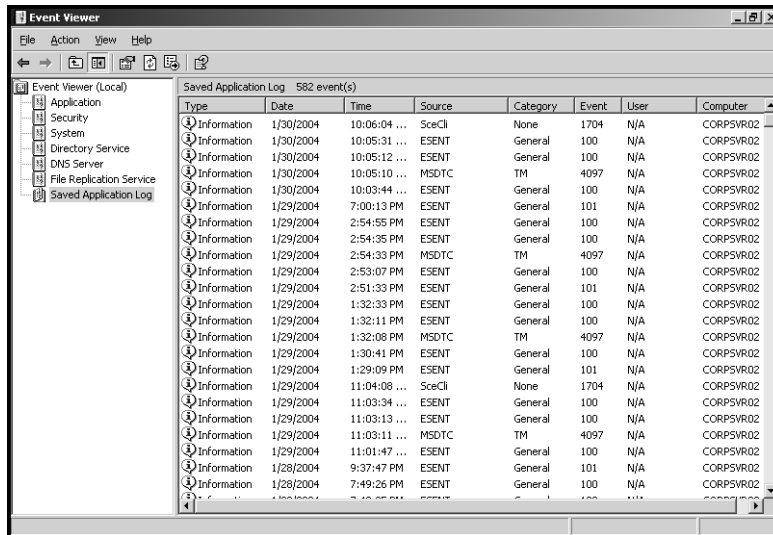 Event Viewer
File Action View Help
Event Viewer (Local)
Application
Security
System
Directory Service
DNS Server
File Replication Service
Saved Application Log
Saved Application Log 582 event(s)
Type Date Time Source Category Event User Computer
Information 1/30/2004 10:06:04 ... SceCli None 1704 N/A CORPSVR02
Information 1/30/2004 10:05:31 ... ESENT General 100 N/A CORPSVR02
Information 1/30/2004 10:05:12 ... ESENT General 100 N/A CORPSVR02
Information 1/30/2004 10:05:10 ... MSDTC TM 4097 N/A CORPSVR02
Information 1/30/2004 10:03:44 ... ESENT General 100 N/A CORPSVR02
Information 1/29/2004 7:00:13 PM ESENT General 101 N/A CORPSVR02
Information 1/29/2004 2:54:55 PM ESENT General 100 N/A CORPSVR02
Information 1/29/2004 2:54:35 PM ESENT General 100 N/A CORPSVR02
Information 1/29/2004 2:54:33 PM MSDTC TM 4097 N/A CORPSVR02
Information 1/29/2004 2:53:07 PM ESENT General 100 N/A CORPSVR02
Information 1/29/2004 2:51:33 PM ESENT General 101 N/A CORPSVR02
Information 1/29/2004 1:32:33 PM ESENT General 100 N/A CORPSVR02
Information 1/29/2004 1:32:11 PM ESENT General 100 N/A CORPSVR02
Information 1/29/2004 1:32:08 PM MSDTC TM 4097 N/A CORPSVR02
Information 1/29/2004 1:30:41 PM ESENT General 100 N/A CORPSVR02
Information 1/29/2004 1:29:09 PM ESENT General 101 N/A CORPSVR02
Information 1/29/2004 11:04:08 ... SceCli None 1704 N/A CORPSVR02
Information 1/29/2004 11:03:34 ... ESENT General 100 N/A CORPSVR02
Information 1/29/2004 11:03:13 ... ESENT General 100 N/A CORPSVR02
Information 1/29/2004 11:03:11 ... MSDTC TM 4097 N/A CORPSVR02
Information 1/29/2004 11:01:47 ... ESENT General 100 N/A CORPSVR02
Information 1/28/2004 9:37:47 PM ESENT General 101 N/A CORPSVR02
Information 1/28/2004 7:49:26 PM ESENT General 100 N/A CORPSVR02